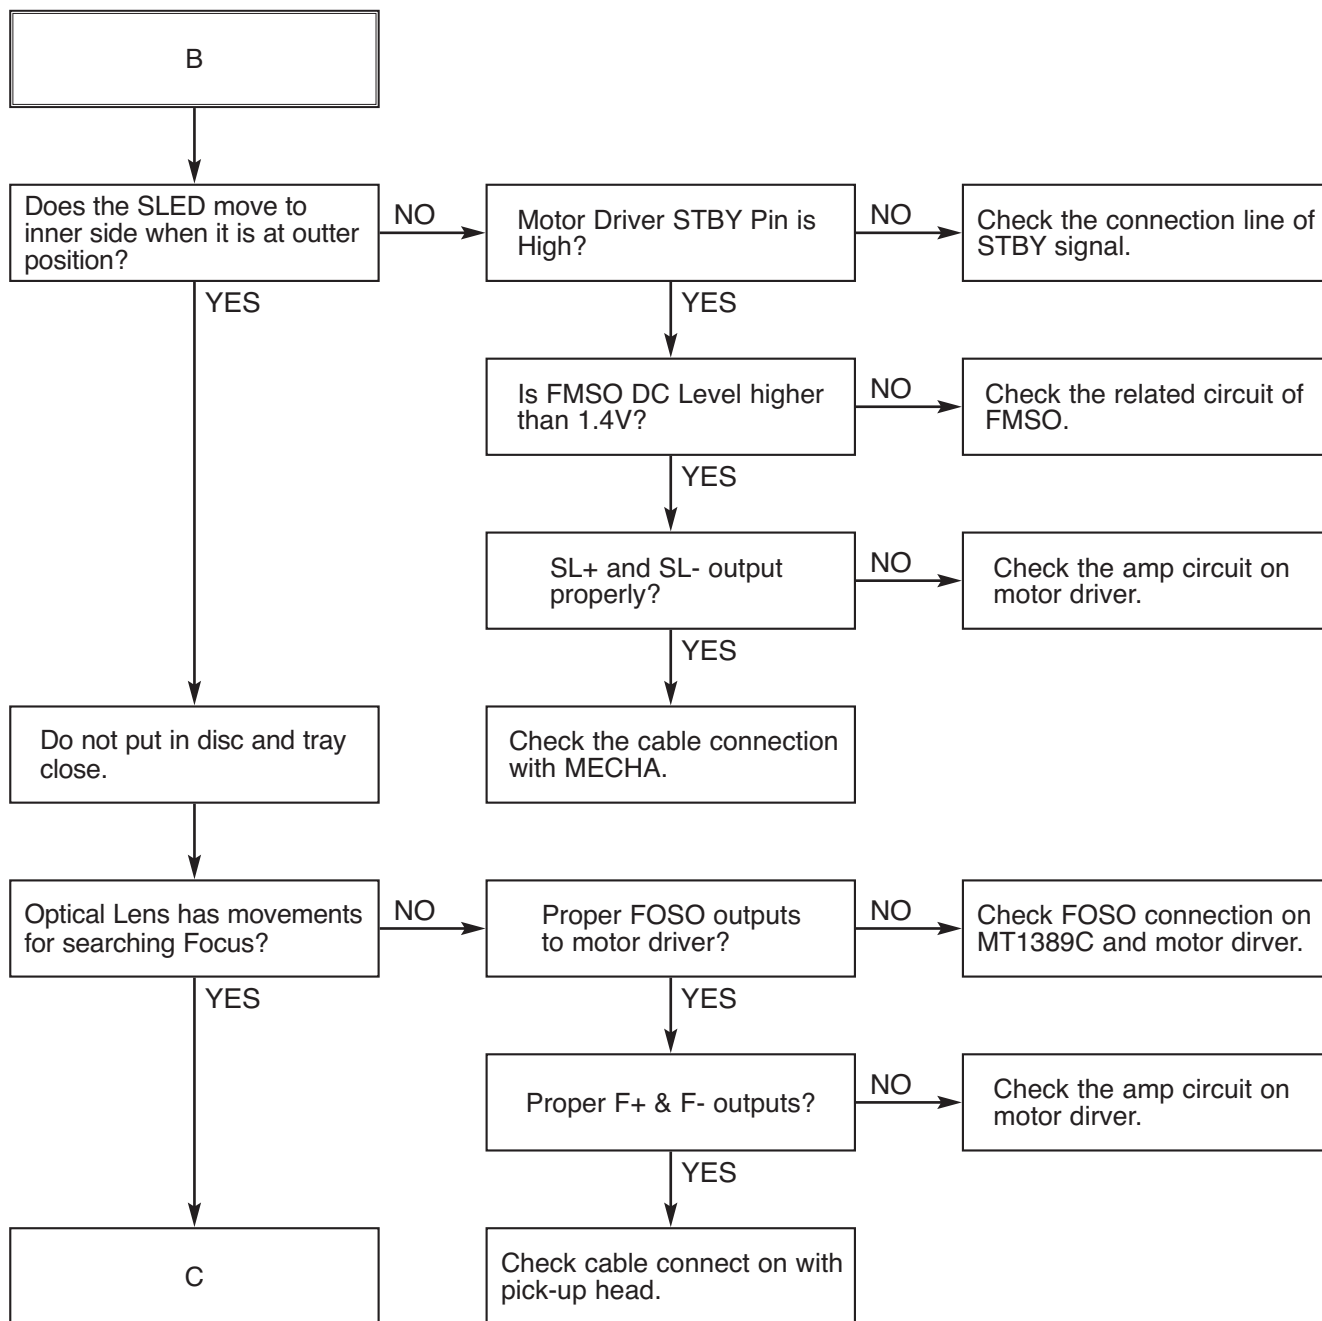 B
Does the SLED move to
inner side when it is at outter
position?
NO
Motor Driver STBY Pin is
High?
NO
Check the connection line of
STBY signal.
YES
YES
Is FMSO DC Level higher
than 1.4V?
NO
Check the related circuit of
FMSO.
YES
SL+ and SL- output
properly?
NO
Check the amp circuit on
motor driver.
YES
Do not put in disc and tray
close.
Check the cable connection
with MECHA.
Optical Lens has movements
for searching Focus?
NO
Proper FOSO outputs
to motor driver?
NO
Check FOSO connection on
MT1389C and motor dirver.
YES
YES
Proper F+ & F- outputs?
NO
Check the amp circuit on
motor dirver.
YES
C
Check cable connect on with
pick-up head.